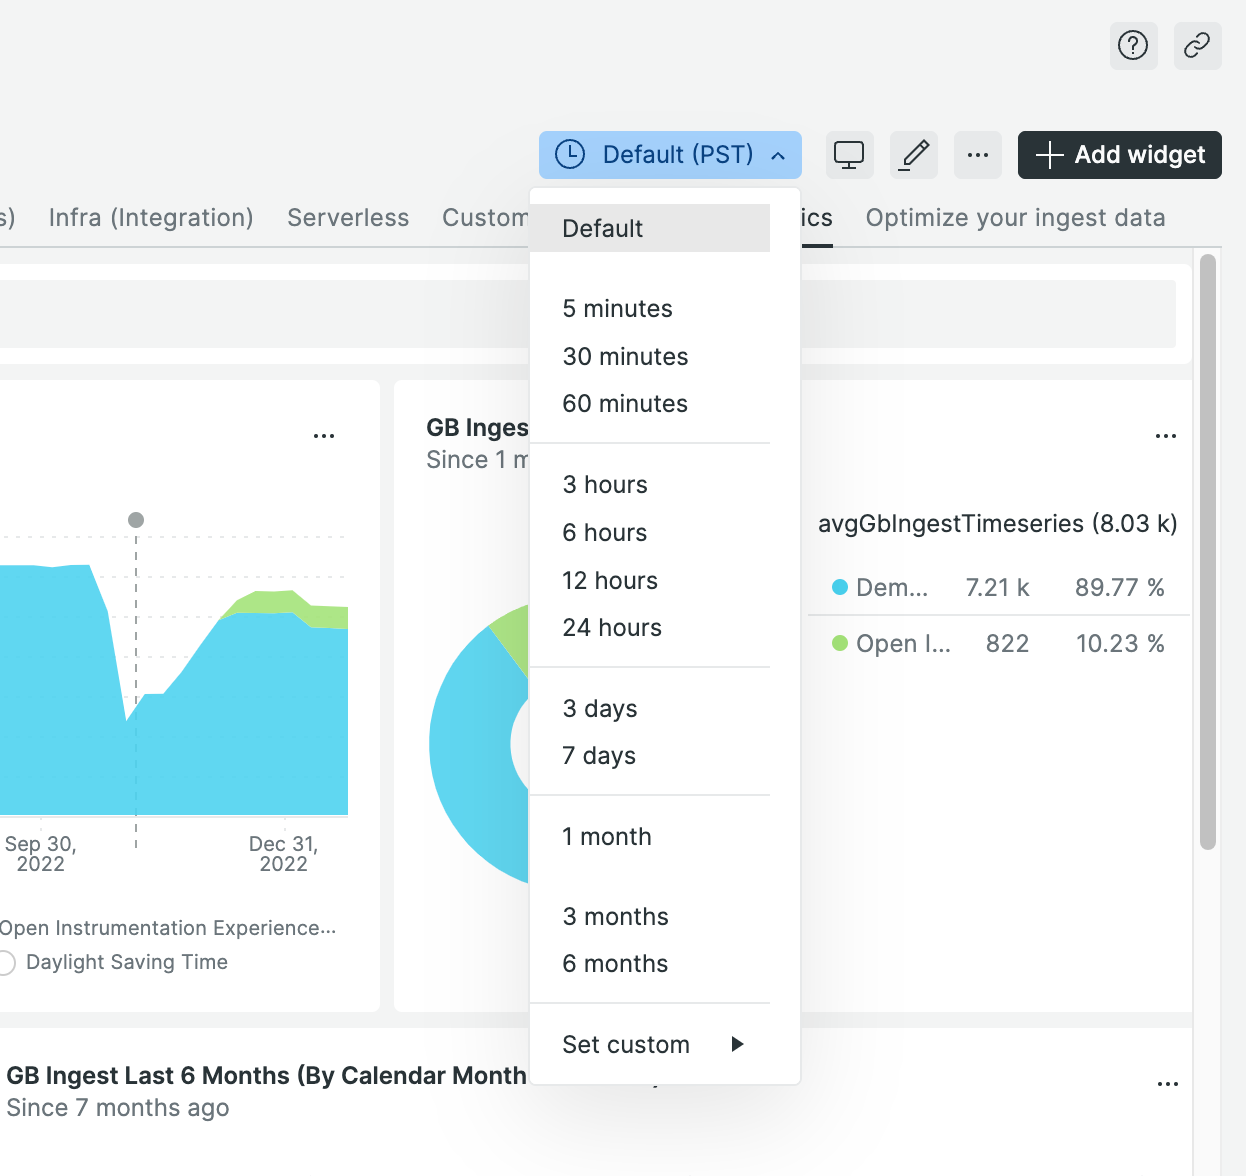 Default (PST)
Add widget
s) Infra (Integration) Serverless Custom ics Optimize your ingest data
Default
5 minutes
30 minutes
60 minutes
3 hours
6 hours
12 hours
24 hours
3 days
7 days
1 month
3 months
6 months
Set custom
GB Inges
Since 1 m
avgGbIngestTimeseries (8.03 k)
Dem... 7.21 k 89.77 %
Open I... 822 10.23 %
Sep 30,
2022
Dec 31,
2022
Open Instrumentation Experience...
Daylight Saving Time
GB Ingest Last 6 Months (By Calendar Month
Since 7 months ago